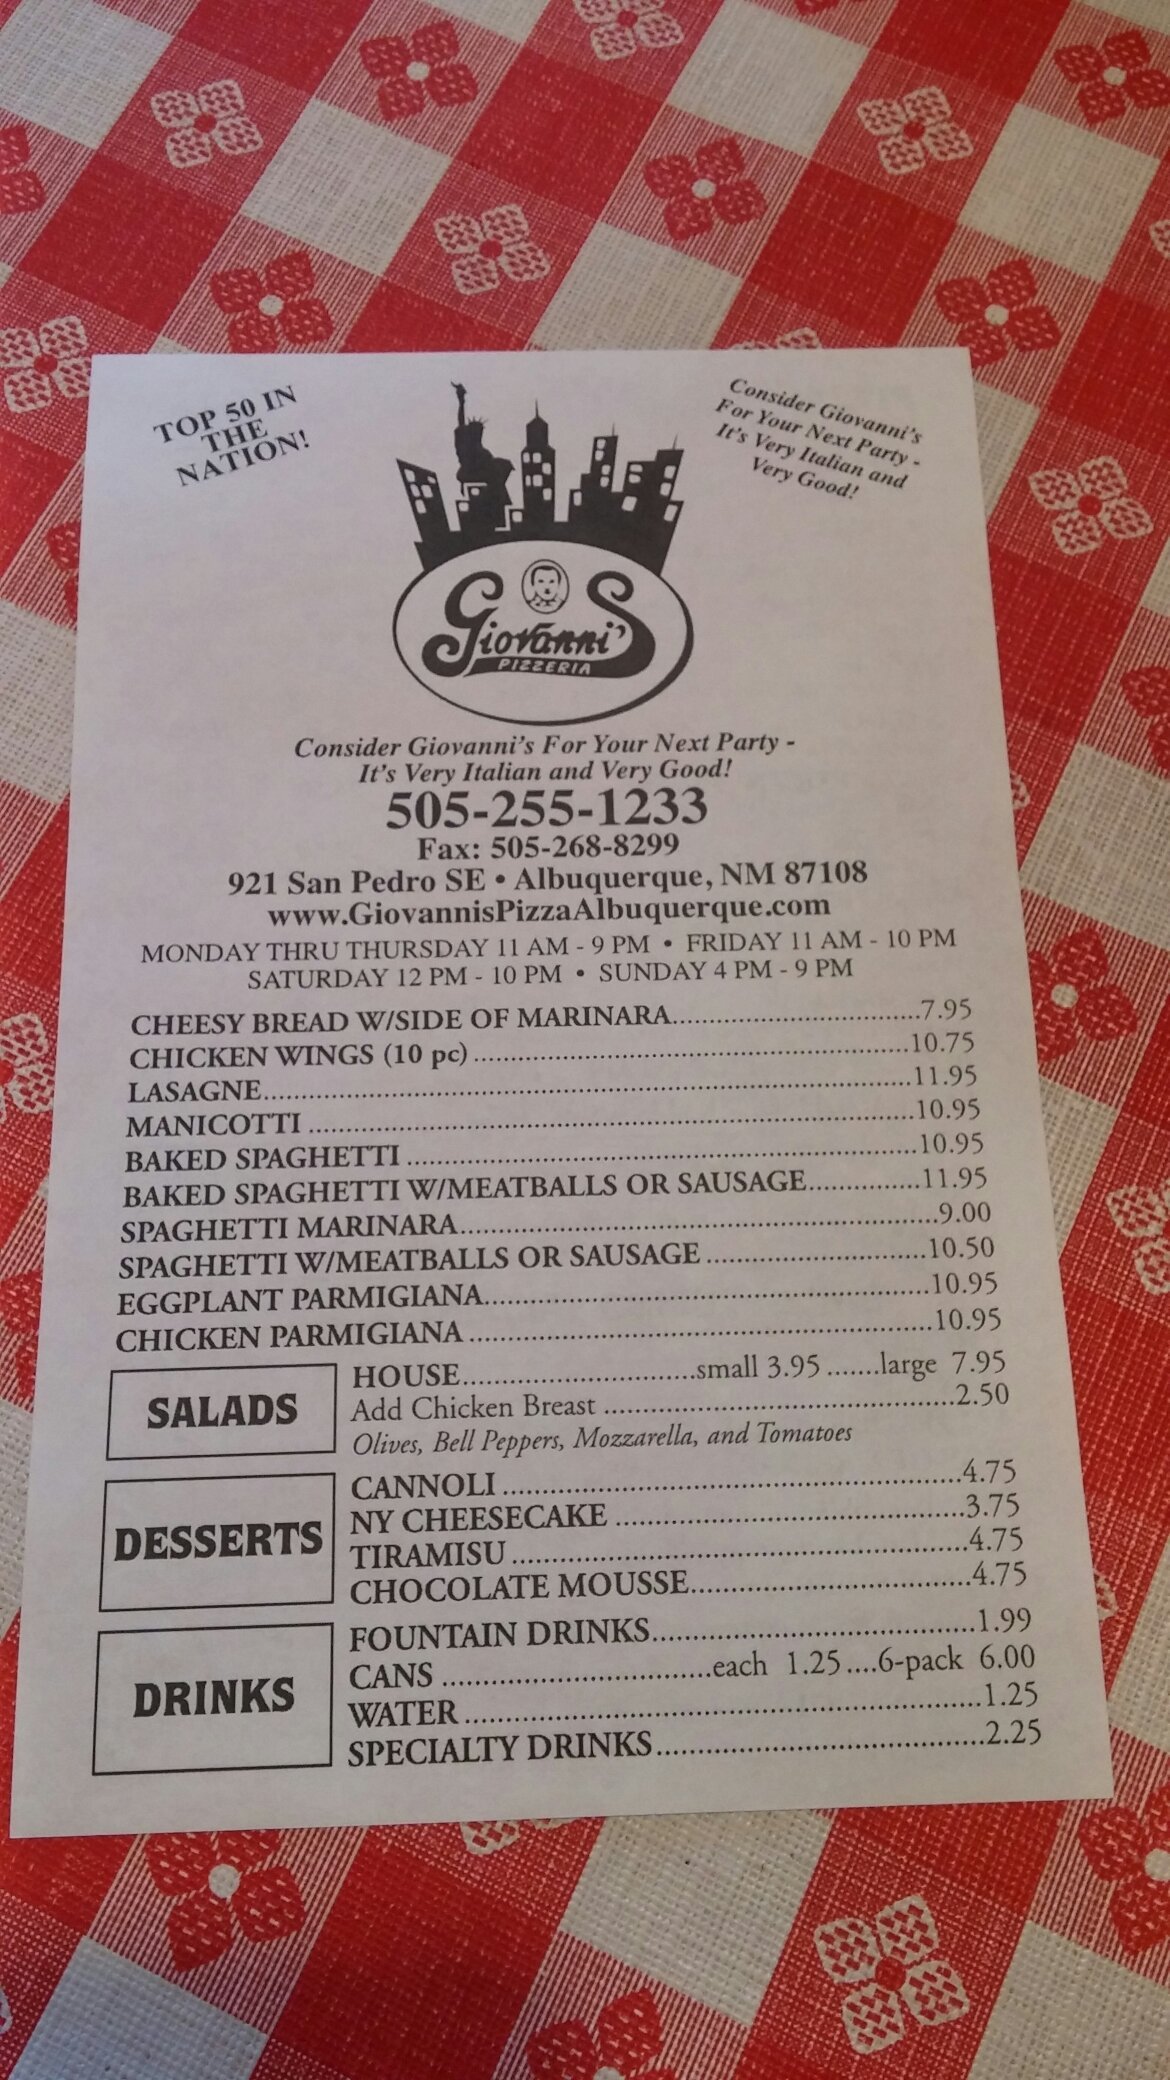 TOP 50 IN
THE
NATION!
Consider Giovanni's
For Your Next Party -
It's Very Italian and
Very Good!
Giovanni's
PIZZERIA
Consider Giovanni's For Your Next Party -
It's Very Italian and Very Good!
505-255-1233
Fax: 505-268-8299
921 San Pedro SE • Albuquerque, NM 87108
www.GiovannisPizzaAlbuquerque.com
MONDAY THRU THURSDAY 11 AM - 9 PM • FRIDAY 11 AM - 10 PM
SATURDAY 12 PM - 10 PM • SUNDAY 4 PM - 9 PM
CHEESY BREAD W/SIDE OF MARINARA..............................7.95
CHICKEN WINGS (10 pc) ..............................10.75
LASAGNE..............................11.95
MANICOTTI ..............................10.95
BAKED SPAGHETTI ..............................10.95
BAKED SPAGHETTI W/MEATBALLS OR SAUSAGE...............11.95
SPAGHETTI MARINARA..............................9.00
SPAGHETTI W/MEATBALLS OR SAUSAGE ..............................10.50
EGGPLANT PARMIGIANA..............................10.95
CHICKEN PARMIGIANA ..............................10.95
SALADS
HOUSE..............................small 3.95 .......large 7.95
Add Chicken Breast ..............................2.50
Olives, Bell Peppers, Mozzarella, and Tomatoes
DESSERTS
CANNOLI ..............................4.75
NY CHEESECAKE ..............................3.75
TIRAMISU ..............................4.75
CHOCOLATE MOUSSE..............................4.75
DRINKS
FOUNTAIN DRINKS..............................1.99
CANS ..............................each 1.25 ....6-pack 6.00
WATER ..............................1.25
SPECIALTY DRINKS..............................2.25